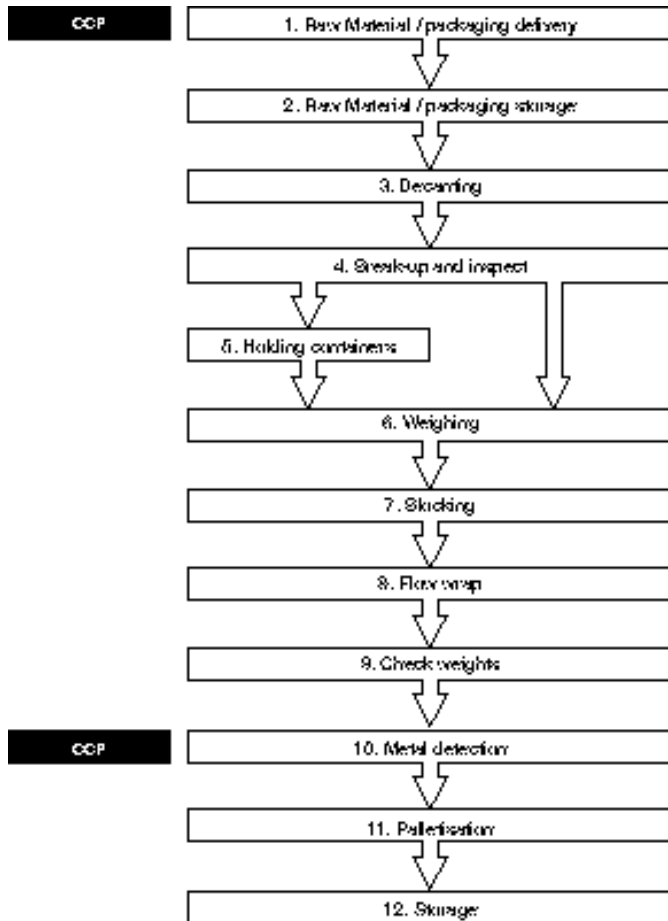 CCP
1. Raw Material / packaging delivery
2. Raw Material / packaging storage
3. Decanting
4. Break-up and inspect
5. Holding containers
6. Weighing
7. Stacking
8. Flow wrap
9. Check weights
CCP
10. Metal detection
11. Palletisation
12. Storage